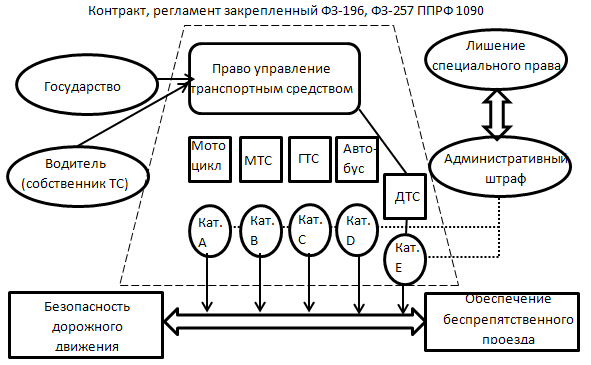 Контракт, регламент закрепленный ФЗ-196, ФЗ-257 ППРФ 1090
Государство
Право управление
транспортным средством
Лишение
специального права
Водитель
(собственник ТС)
Мото
цикл
МТС
ГТС
Авто-
бус
Административный
штраф
ДТС
Кат.
A
Кат.
B
Кат.
C
Кат.
D
Кат.
E
Безопасность
дорожного
движения
Обеспечение
беспрепятственного
проезда